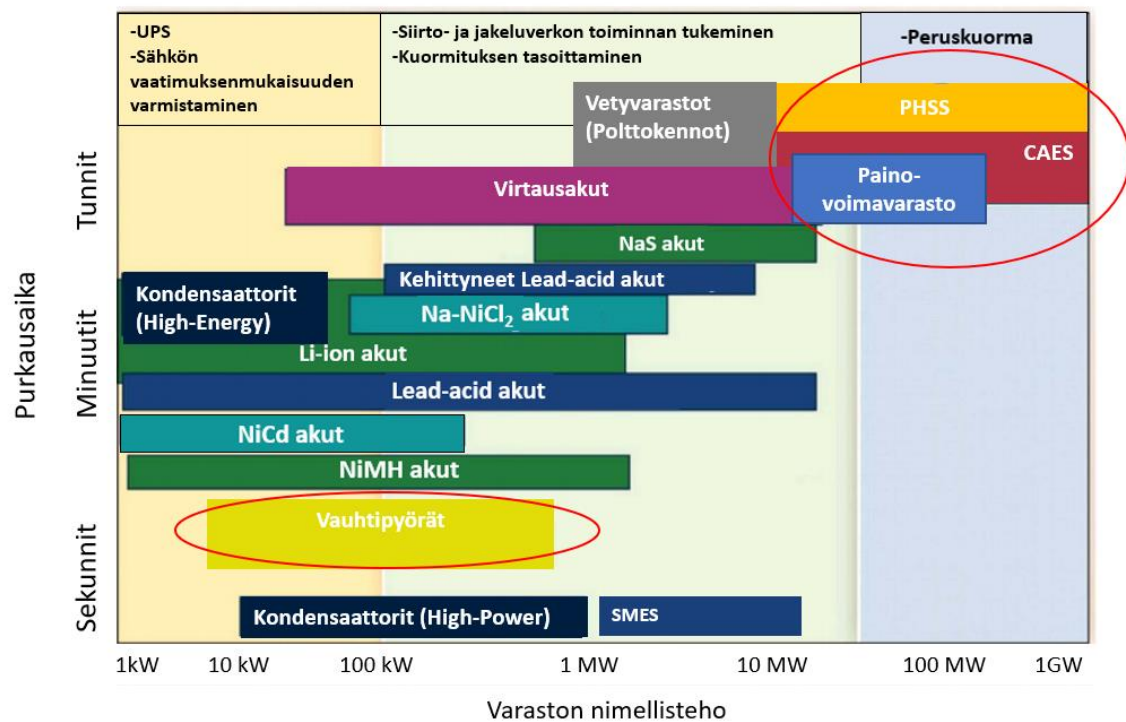 -UPS
-Sähkön
vaatimuksenmukaisuuden
varmistaminen
-Siirto- ja jakeluverkon toiminnan tukeminen
-Kuormituksen tasoittaminen
-Peruskuorma
Vetyvarastot
(Polttokennot)
PHSS
CAES
Paino-
voimavarasto
Virtausakut
NaS akut
Kehittyneet Lead-acid akut
Kondensaattorit
(High-Energy)
Na-NiCl₂ akut
Li-ion akut
Lead-acid akut
NiCd akut
NiMH akut
Vauhtipyörät
Kondensaattorit (High-Power)
SMES
Purkausaika
Tunnit
Minuutit
Sekunnit
1kW 10 kW 100 kW 1 MW 10 MW 100 MW 1GW
Varaston nimellisteho